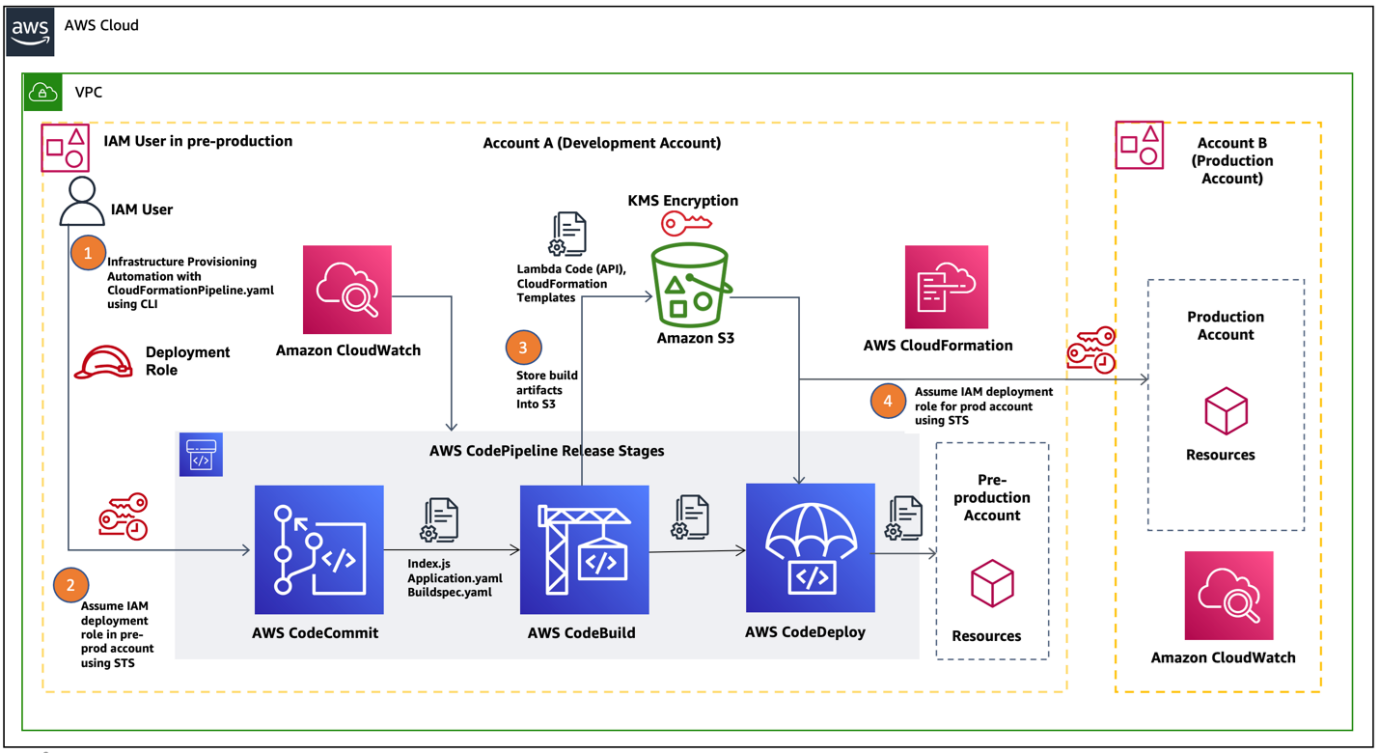 aws
AWS Cloud
VPC
IAM User in pre-production
Account A (Development Account)
Account B
(Production
Account)
IAM User
KMS Encryption
1
Infrastructure Provisioning
Automation with
CloudFormationPipeline.yaml
using CLI
Lambda Code (API),
CloudFormation
Templates
Amazon S3
Amazon CloudWatch
AWS CloudFormation
Production
Account
Deployment
Role
3
Store build
artifacts
Into S3
4
Assume IAM deployment
role for prod account
using STS
Resources
AWS CodePipeline Release Stages
Pre-
production
Account
Index.js
Application.yaml
Buildspec.yaml
2
Assume IAM
deployment
role in pre-
prod account
using STS
AWS CodeCommit
AWS CodeBuild
AWS CodeDeploy
Resources
Amazon CloudWatch